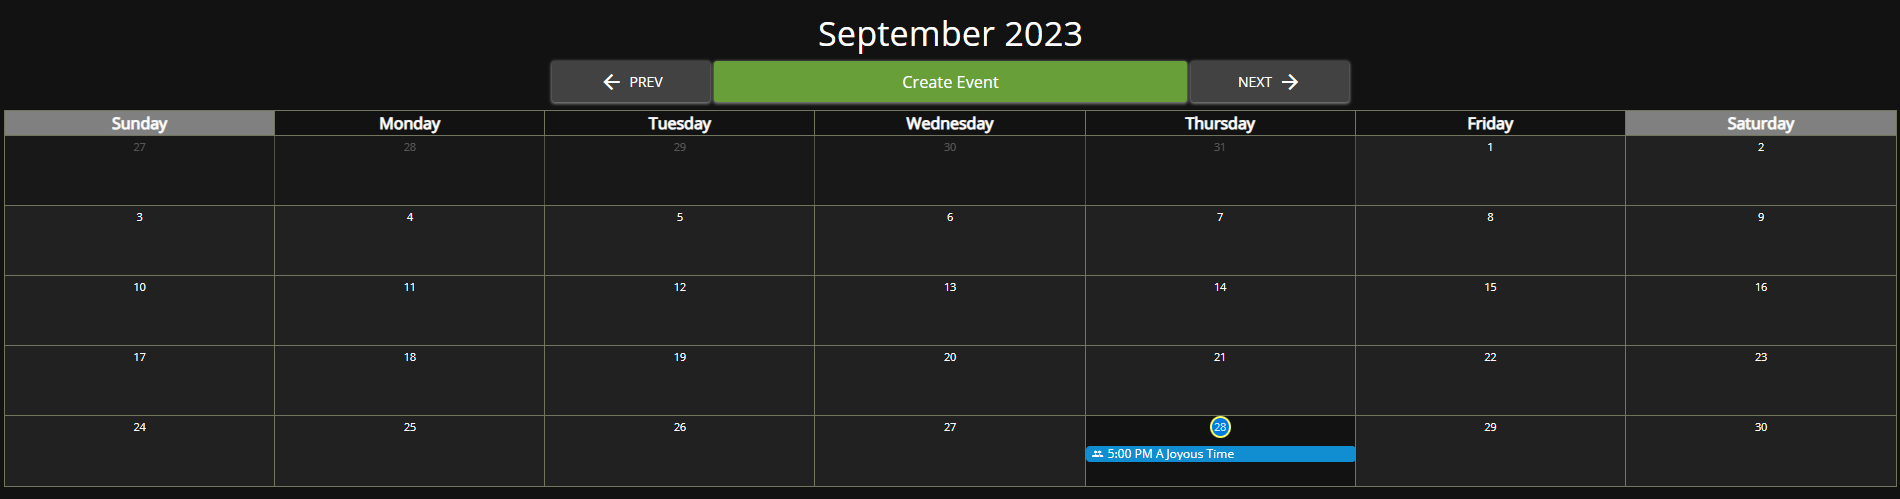 September 2023
PREV Create Event NEXT
Sunday Monday Tuesday Wednesday Thursday Friday Saturday
27 28 29 30 31 1 2
3 4 5 6 7 8 9
10 11 12 13 14 15 16
17 18 19 20 21 22 23
24 25 26 27 28 29 30
5:00 PM A Joyous Time